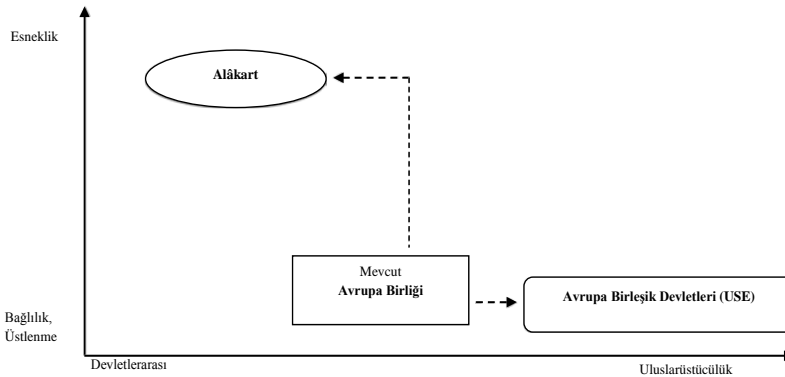 Esneklik
Alâkart
Mevcut
Avrupa Birliği
Avrupa Birleşik Devletleri (USE)
Bağlılık,
Üstlenme
Devletlerarası
Uluslarüstücülük